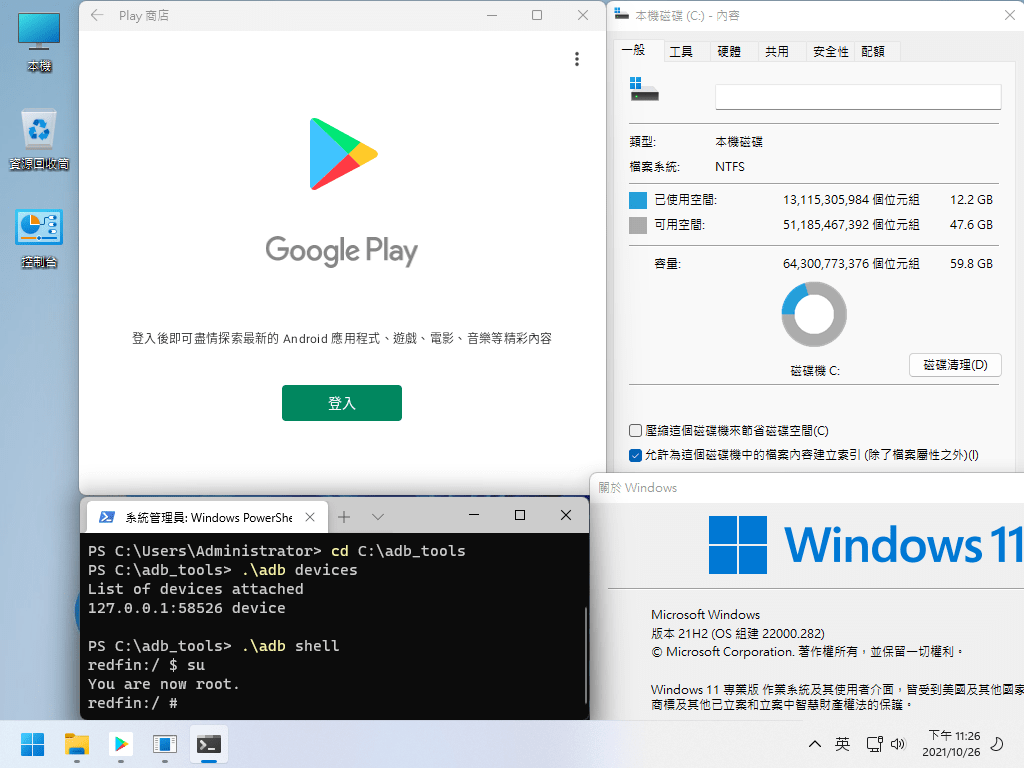 本機
資源回收筒
控制台
Play 商店
Google Play
登入後即可盡情探索最新的 Android 應用程式、遊戲、電影、音樂等精彩內容
登入
本機磁碟 (C:) - 內容
一般 工具 硬體 共用 安全性 配額
類型: 本機磁碟
檔案系統: NTFS
已使用空間: 13,115,305,984 個位元組 12.2 GB
可用空間: 51,185,467,392 個位元組 47.6 GB
容量: 64,300,773,376 個位元組 59.8 GB
磁碟機 C:
磁碟清理(D)
壓縮這個磁碟機來節省磁碟空間(C)
允許為這個磁碟機中的檔案內容建立索引 (除了檔案屬性之外)(I)
系統管理員: Windows PowerShe
PS C:\Users\Administrator> cd C:\adb_tools
PS C:\adb_tools> .\adb devices
List of devices attached
127.0.0.1:58526 device
PS C:\adb_tools> .\adb shell
redfin:/ $ su
You are now root.
redfin:/ #
關於 Windows
Windows 11
Microsoft Windows
版本 21H2 (OS 組建 22000.282)
© Microsoft Corporation. 著作權所有，並保留一切權利。
Windows 11 專業版 作業系統及其使用者介面，皆受到美國及其他國家
商標及其他已立案和立案中智慧財產權法的保護。
英
下午 11:26
2021/10/26